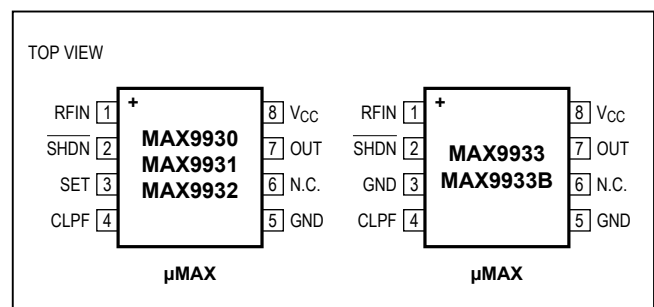 TOP VIEW
RFIN 1
SHDN 2
SET 3
CLPF 4
+
MAX9930
MAX9931
MAX9932
8 VCC
7 OUT
6 N.C.
5 GND
µMAX
RFIN 1
SHDN 2
GND 3
CLPF 4
+
MAX9933
MAX9933B
8 VCC
7 OUT
6 N.C.
5 GND
µMAX